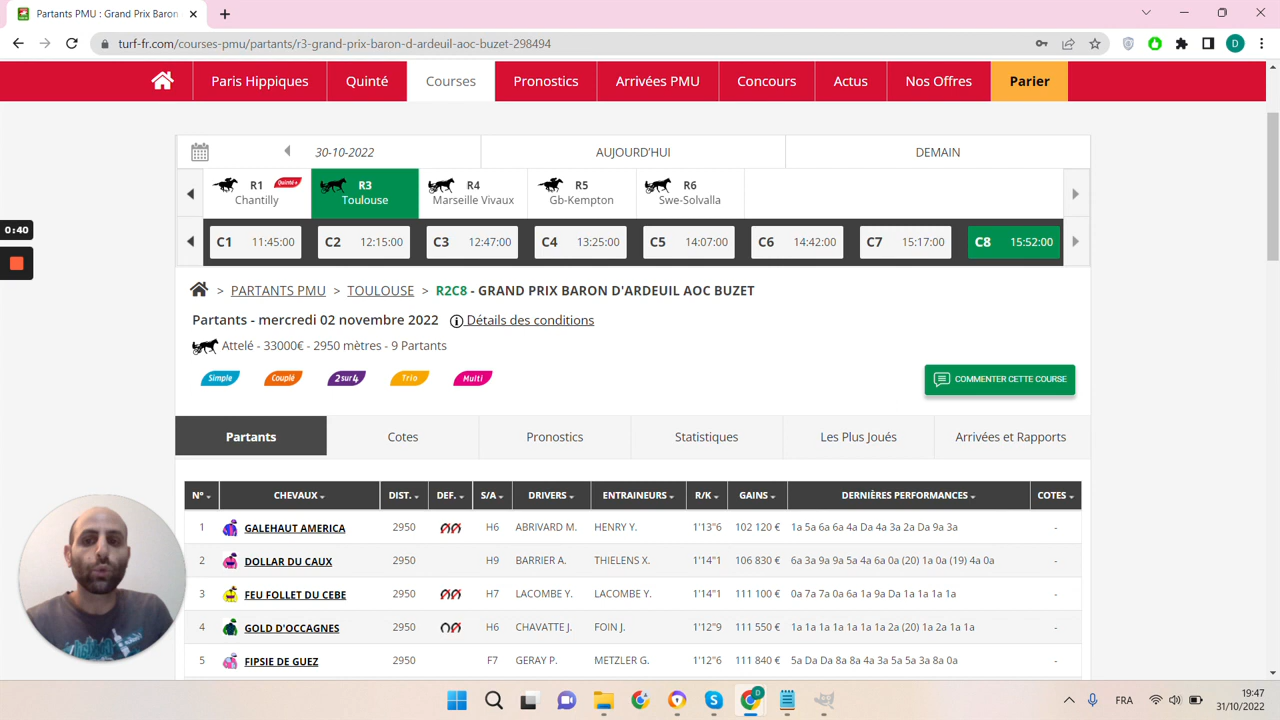 Partants PMU : Grand Prix Baron
turf-fr.com/courses-pmu/partants/r3-grand-prix-baron-d-ardeuil-aoc-buzet-298494
D
Paris Hippiques
Quinté
Courses
Pronostics
Arrivées PMU
Concours
Actus
Nos Offres
Parier
30-10-2022
AUJOURD'HUI
DEMAIN
R1 Quinté+
Chantilly
R3
Toulouse
R4
Marseille Vivaux
R5
Gb-Kempton
R6
Swe-Solvalla
0:40
C1 11:45:00
C2 12:15:00
C3 12:47:00
C4 13:25:00
C5 14:07:00
C6 14:42:00
C7 15:17:00
C8 15:52:00
> PARTANTS PMU > TOULOUSE > R2C8 - GRAND PRIX BARON D'ARDEUIL AOC BUZET
Partants - mercredi 02 novembre 2022 Détails des conditions
Attelé - 33000€ - 2950 mètres - 9 Partants
Simple Couplé 2sur4 Trio Multi
COMMENTER CETTE COURSE
Partants Cotes Pronostics Statistiques Les Plus Joués Arrivées et Rapports
N° CHEVAUX DIST. DEF. S/A DRIVERS ENTRAINEURS R/K GAINS DERNIÈRES PERFORMANCES COTES
1 GALEHAUT AMERICA 2950 H6 ABRIVARD M. HENRY Y. 1'13"6 102 120 € 1a 5a 6a 6a 4a Da 4a 3a 2a Da 9a 3a -
2 DOLLAR DU CAUX 2950 H9 BARRIER A. THIELENS X. 1'14"1 106 830 € 6a 3a 9a 9a 5a 4a 6a 0a (20) 1a 0a (19) 4a 0a -
3 FEU FOLLET DU CEBE 2950 H7 LACOMBE Y. LACOMBE Y. 1'14"1 111 100 € 0a 7a 7a 0a 6a 1a 9a Da 1a 1a 1a 1a -
4 GOLD D'OCCAGNES 2950 H6 CHAVATTE J. FOIN J. 1'12"9 111 550 € 1a 1a 1a 1a 1a 1a 1a 2a (20) 1a 2a 1a 1a -
5 FIPSIE DE GUEZ 2950 F7 GERAY P. METZLER G. 1'12"6 111 840 € 5a Da Da 8a 8a 4a 3a 5a 5a 3a 8a 0a -
D
FRA
19:47
31/10/2022